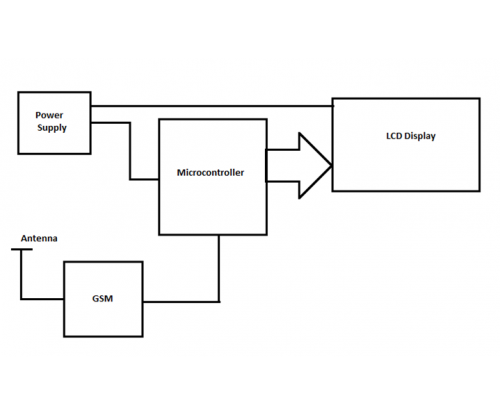 Power
Supply
LCD Display
Microcontroller
Antenna
GSM